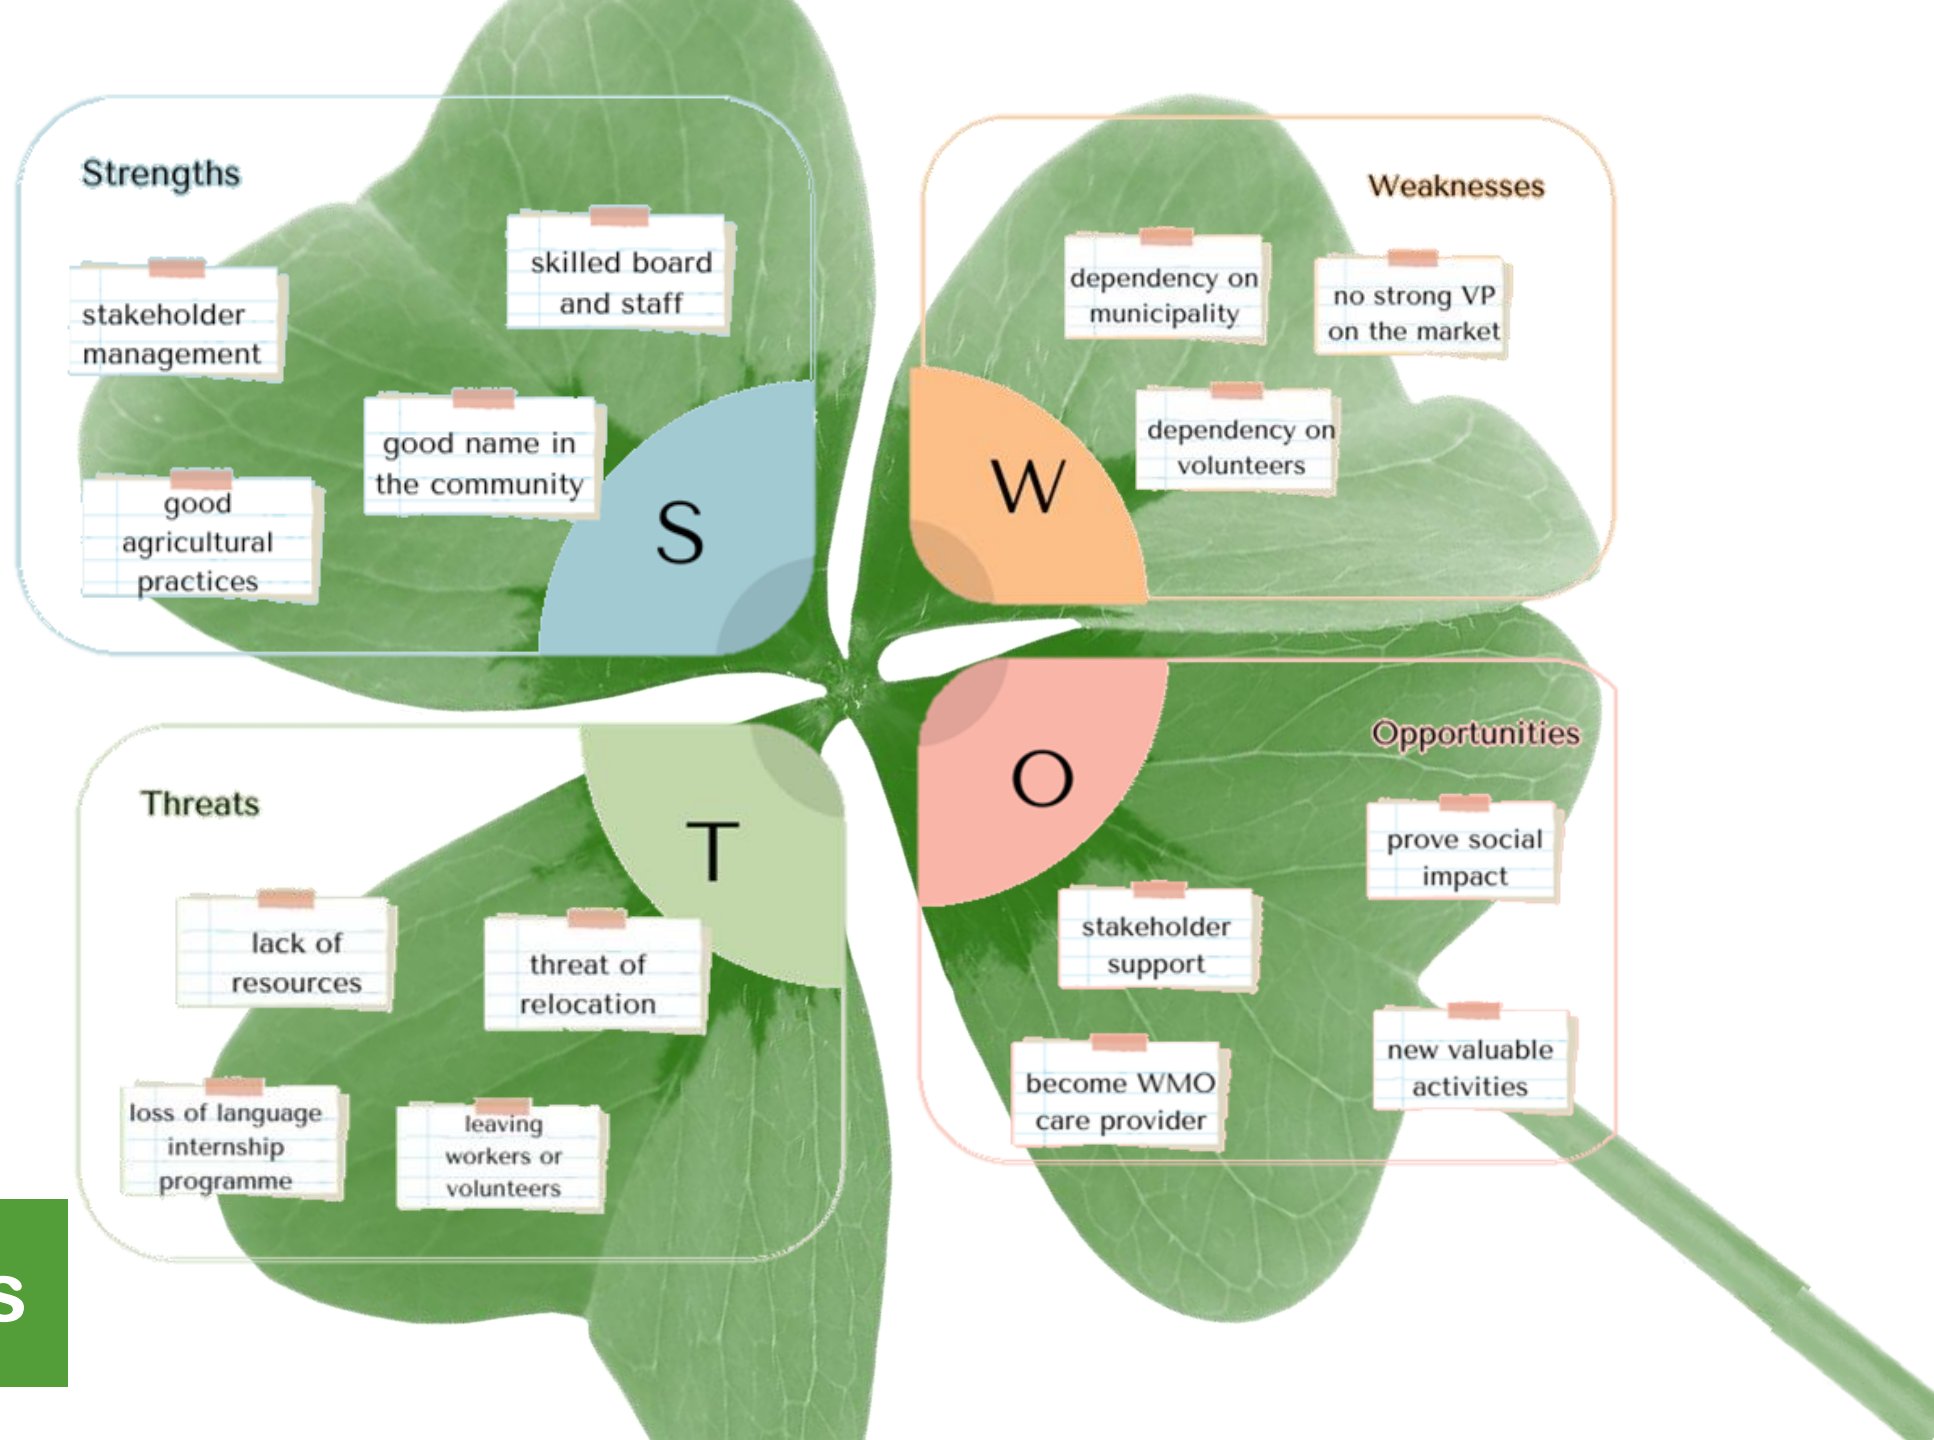 Strengths
stakeholder
management
skilled board
and staff
good name in
the community
good
agricultural
practices
S
Weaknesses
dependency on
municipality
no strong VP
on the market
dependency on
volunteers
W
Threats
T
lack of
resources
threat of
relocation
loss of language
internship
programme
leaving
workers or
volunteers
Opportunities
O
prove social
impact
stakeholder
support
become WMO
care provider
new valuable
activities
s